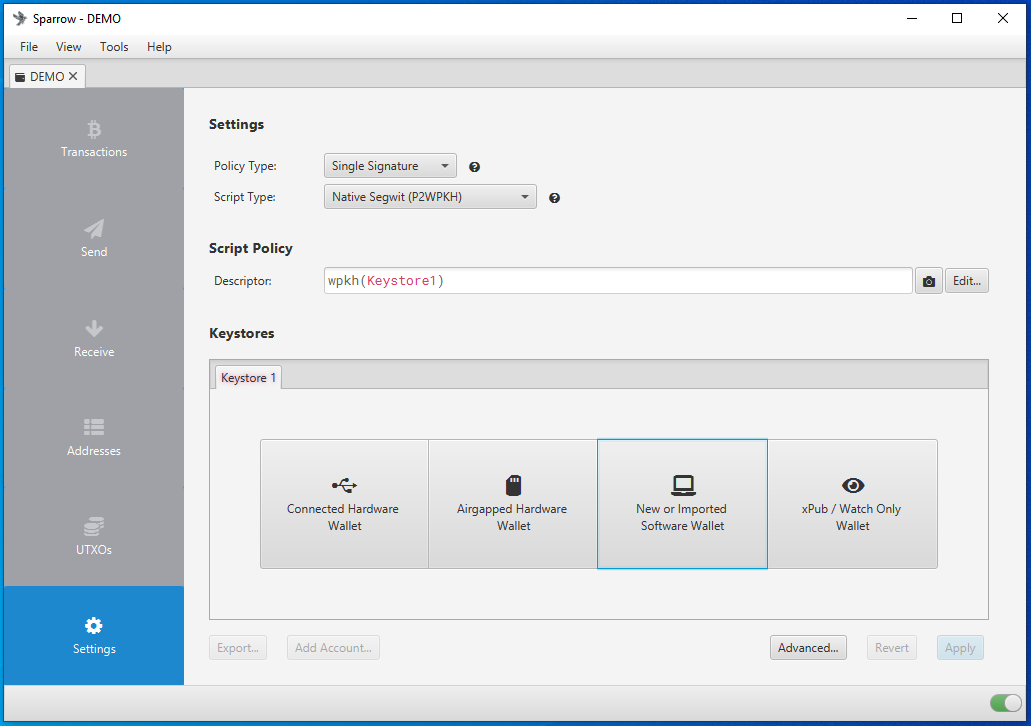 Sparrow - DEMO
File View Tools Help
DEMO
Transactions
Send
Receive
Addresses
UTXOs
Settings
Settings
Policy Type: Single Signature
Script Type: Native Segwit (P2WPKH)
Script Policy
Descriptor: wpkh(Keystore1) Edit...
Keystores
Keystore 1
Connected Hardware
Wallet
Airgapped Hardware
Wallet
New or Imported
Software Wallet
xPub / Watch Only
Wallet
Export... Add Account... Advanced... Revert Apply